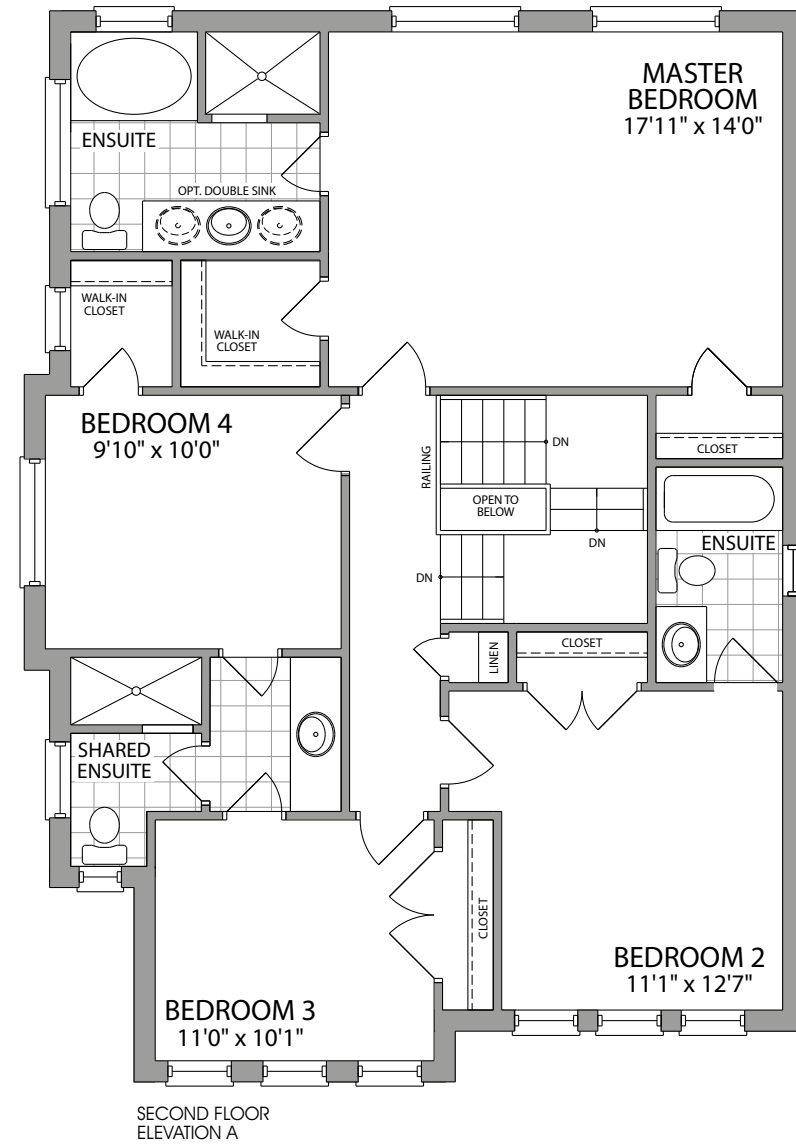 MASTER
BEDROOM
17'11" x 14'0"
ENSUITE
OPT. DOUBLE SINK
WALK-IN
CLOSET
WALK-IN
CLOSET
BEDROOM 4
9'10" x 10'0"
RAILING
DN
OPEN TO
BELOW
DN
DN
CLOSET
ENSUITE
LINEN
CLOSET
SHARED
ENSUITE
CLOSET
BEDROOM 2
11'1" x 12'7"
BEDROOM 3
11'0" x 10'1"
SECOND FLOOR
ELEVATION A